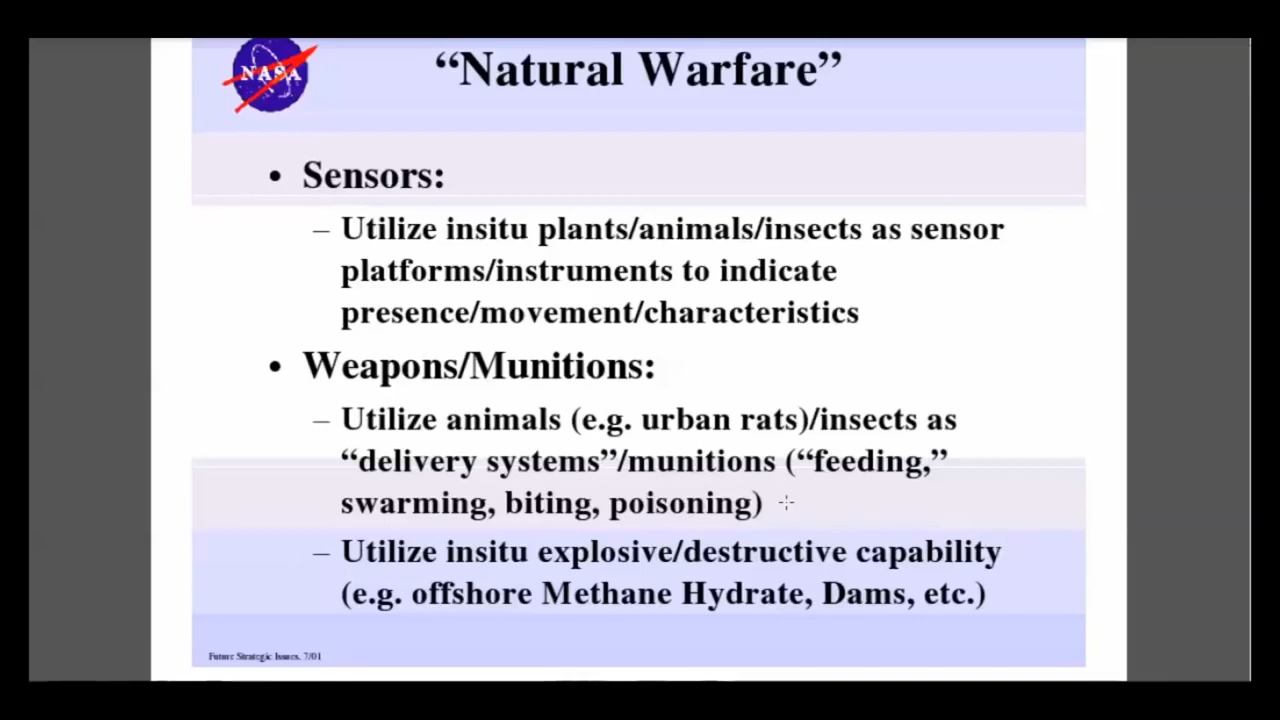 NASA
“Natural Warfare”
• Sensors:
– Utilize insitu plants/animals/insects as sensor
platforms/instruments to indicate
presence/movement/characteristics
• Weapons/Munitions:
– Utilize animals (e.g. urban rats)/insects as
“delivery systems”/munitions (“feeding,”
swarming, biting, poisoning)
– Utilize insitu explosive/destructive capability
(e.g. offshore Methane Hydrate, Dams, etc.)
Future Strategic Issues, 7/01